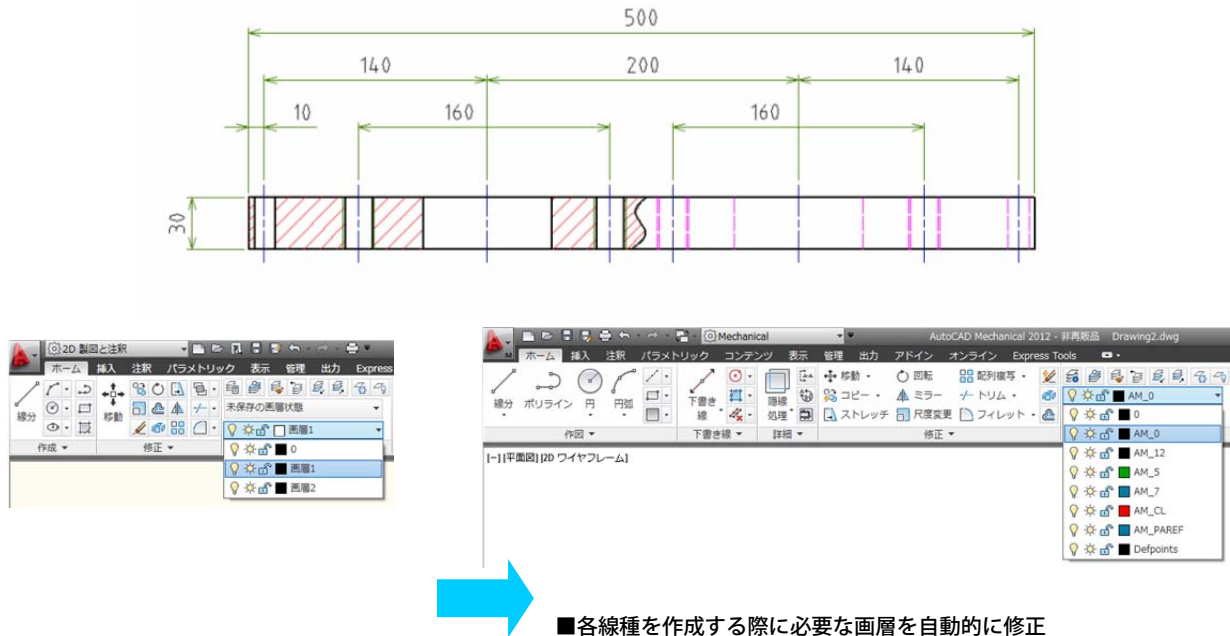 500
140 200 140
10 160 160
30
2D 製図と注釈
ホーム 挿入 注釈 パラメトリック 表示 管理 出力 Express
線分 移動 未保存の画層状態
画層1
0
画層1
画層2
作成 修正
Mechanical AutoCAD Mechanical 2012 - 非再販品 Drawing2.dwg
ホーム 挿入 注釈 パラメトリック コンテンツ 表示 管理 出力 アドイン オンライン Express Tools
線分 ポリライン 円 円弧 下書き線 隠線処理 移動 回転 配列複写
コピー ミラー トリム
ストレッチ 尺度変更 フィレット
作図 下書き線 詳細 修正
AM_0
0
AM_0
AM_12
AM_5
AM_7
AM_CL
AM_PAREF
Defpoints
[-][平面図][2D ワイヤフレーム]
■各線種を作成する際に必要な画層を自動的に修正